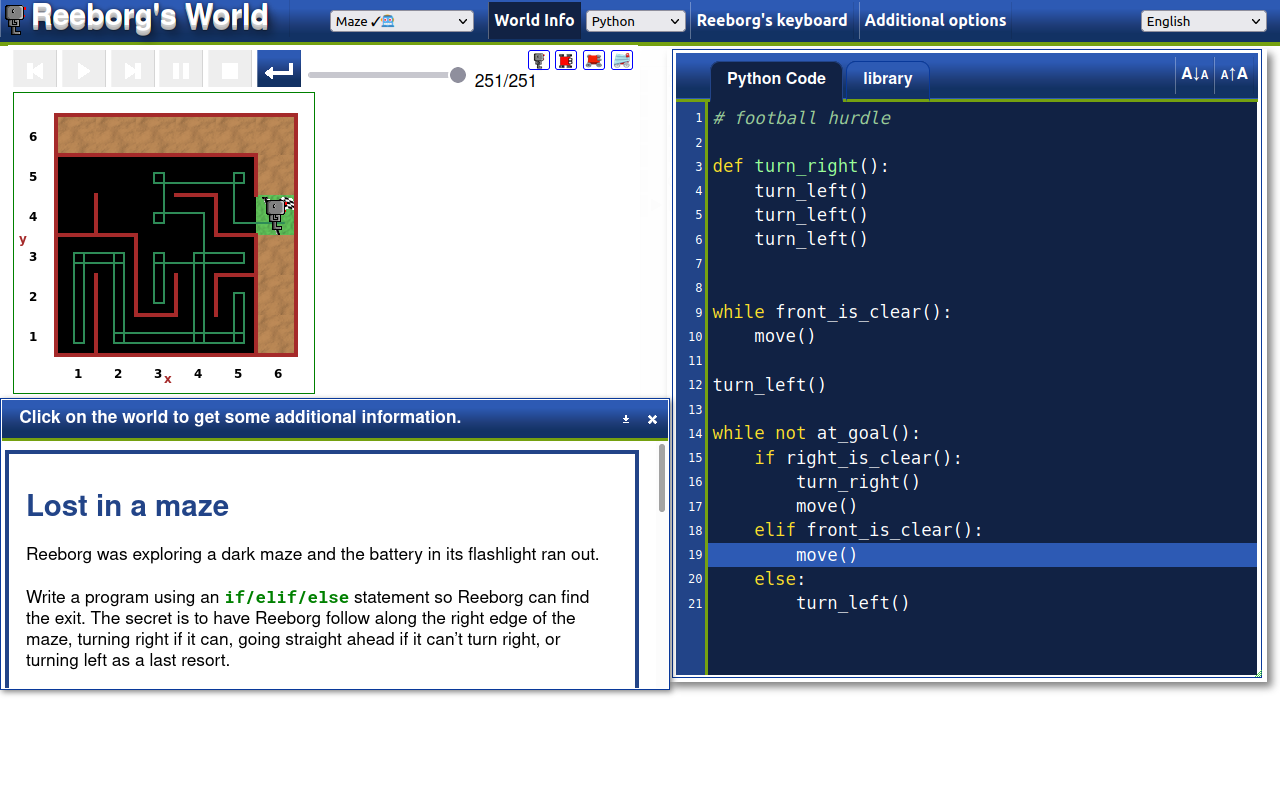 Reeborg's World
Maze ✓
World Info
Python
Reeborg's keyboard
Additional options
English
251/251
6
5
4
y
3
2
1
1 2 3 x 4 5 6
Click on the world to get some additional information.
Lost in a maze
Reeborg was exploring a dark maze and the battery in its flashlight ran out.
Write a program using an if/elif/else statement so Reeborg can find
the exit. The secret is to have Reeborg follow along the right edge of the
maze, turning right if it can, going straight ahead if it can't turn right, or
turning left as a last resort.
Python Code
library
A↓A A↑A
1 # football hurdle
2
3 def turn_right():
4     turn_left()
5     turn_left()
6     turn_left()
7
8
9 while front_is_clear():
10     move()
11
12 turn_left()
13
14 while not at_goal():
15     if right_is_clear():
16         turn_right()
17         move()
18     elif front_is_clear():
19         move()
20     else:
21         turn_left()